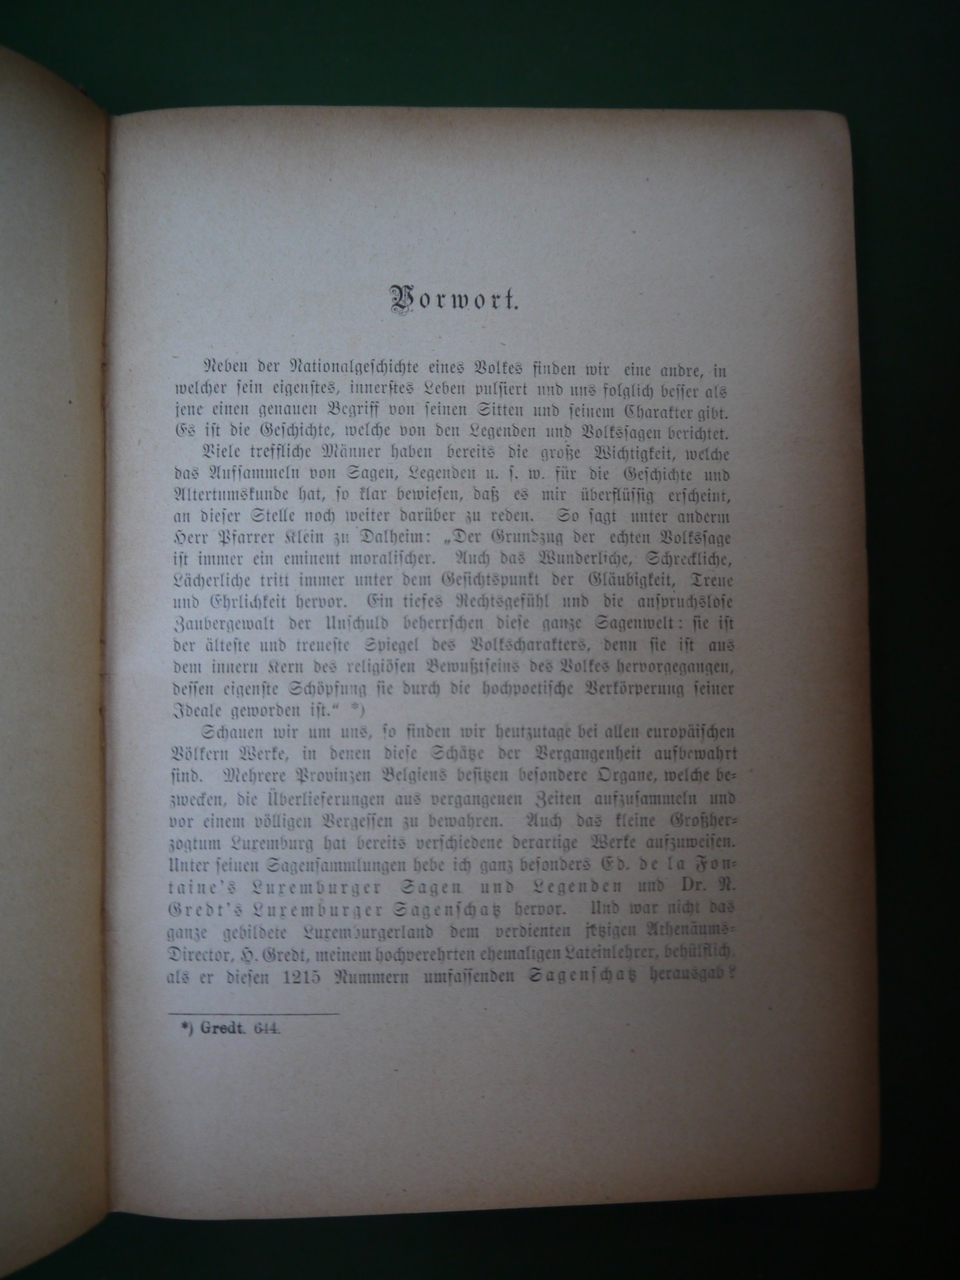 Vorwort.
Neben der Nationalgeschichte eines Volkes finden wir eine andre, in
welcher sein eigenstes, innerstes Leben pulsiert und uns folglich besser als
jene einen genauen Begriff von seinen Sitten und seinem Charakter gibt.
Es ist die Geschichte, welche von den Legenden und Volkssagen berichtet.
Viele treffliche Männer haben bereits die große Wichtigkeit, welche
das Aufsammeln von Sagen, Legenden u. s. w. für die Geschichte und
Altertumskunde hat, so klar bewiesen, daß es mir überflüssig erscheint,
an dieser Stelle noch weiter darüber zu reden. So sagt unter anderm
Herr Pfarrer Klein zu Dalheim: „Der Grundzug der echten Volkssage
ist immer ein eminent moralischer. Auch das Wunderliche, Schreckliche,
Lächerliche tritt immer unter dem Gesichtspunkt der Gläubigkeit, Treue
und Ehrlichkeit hervor. Ein tiefes Rechtsgefühl und die anspruchslose
Zaubergewalt der Unschuld beherrschen diese ganze Sagenwelt: sie ist
der älteste und treueste Spiegel des Volkscharakters, denn sie ist aus
dem innern Kern des religiösen Bewußtseins des Volkes hervorgegangen,
dessen eigenste Schöpfung sie durch die hochpoetische Verkörperung seiner
Ideale geworden ist.“ *)
Schauen wir um uns, so finden wir heutzutage bei allen europäischen
Völkern Werke, in denen diese Schätze der Vergangenheit aufbewahrt
sind. Mehrere Provinzen Belgiens besitzen besondere Organe, welche be-
zwecken, die Überlieferungen aus vergangenen Zeiten aufzusammeln und
vor einem völligen Vergessen zu bewahren. Auch das kleine Großher-
zogtum Luxemburg hat bereits verschiedene derartige Werke aufzuweisen.
Unter seinen Sagensammlungen hebe ich ganz besonders Ed. de la Fon-
taine's Luxemburger Sagen und Legenden und Dr. N.
Gredt's Luxemburger Sagenschatz hervor. Und war nicht das
ganze gebildete Luxemburgerland dem verdienten jetzigen Athenäums-
Director, H. Gredt, meinem hochverehrten ehemaligen Lateinlehrer, behülflich,
als er diesen 1215 Nummern umfassenden Sagenschatz herausgab?
*) Gredt. 644.